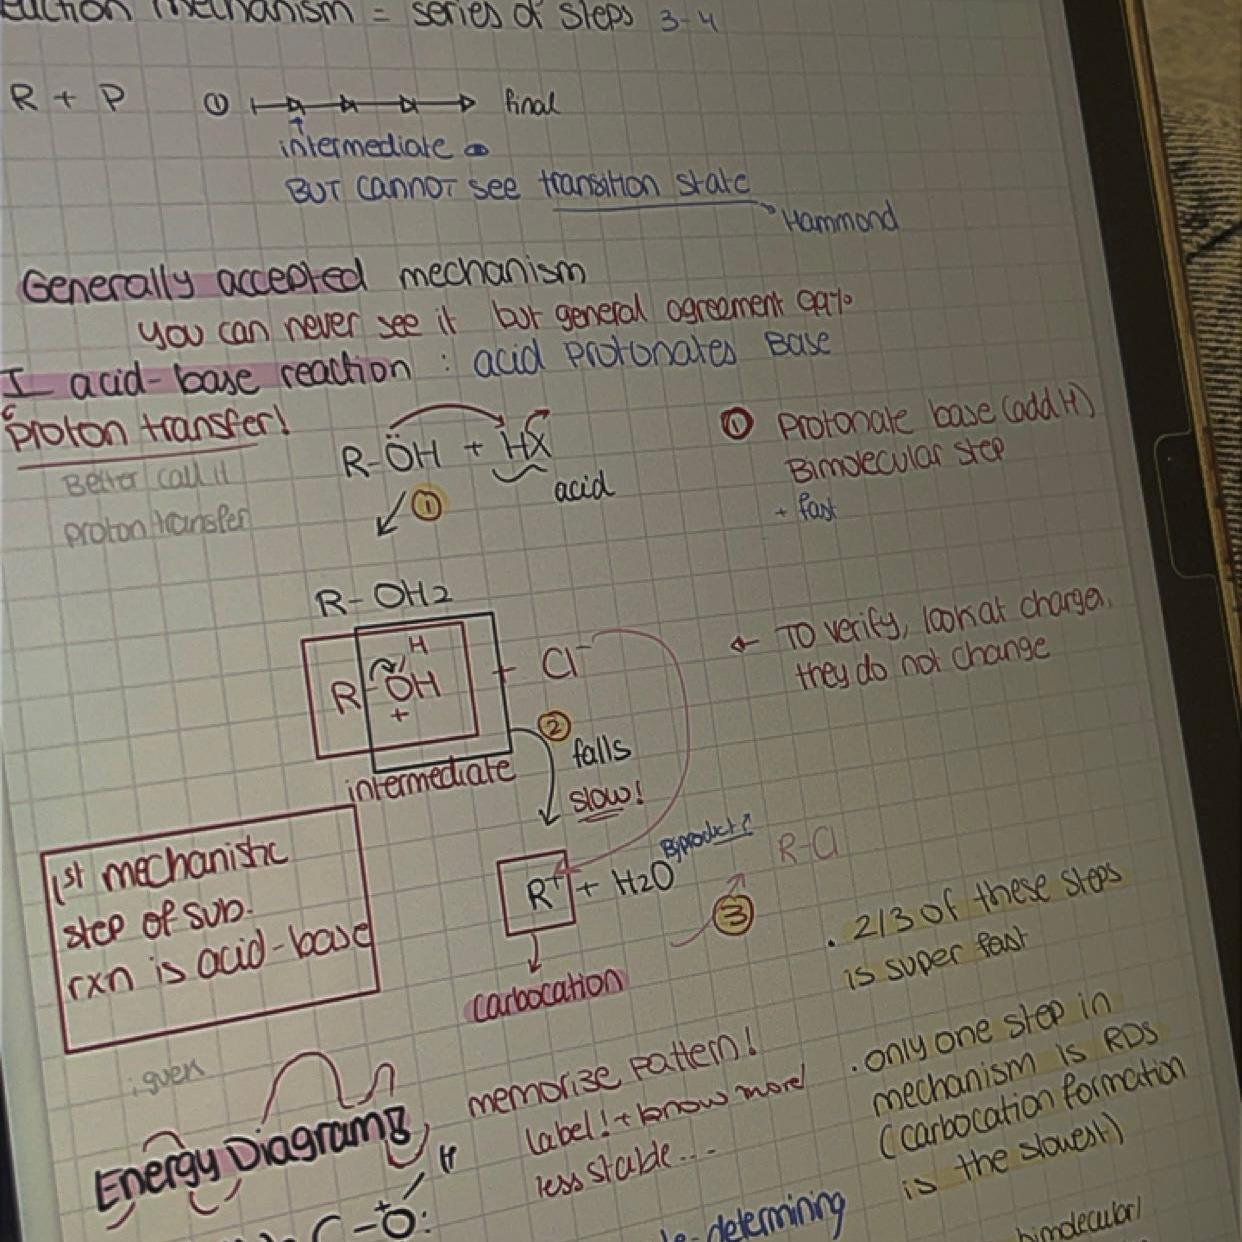 mechanism = series of steps 3-4
R + P ① final
intermediate
BUT CANNOT see transition state
Hammond
Generally accepted mechanism
you can never see it but general agreement 99%
I acid-base reaction : acid protonates Base
proton transfer!
Better call it
proton transfer
R-ÖH + HX
acid
①
① Protonate base (add H)
Bimolecular step
+ fast
R-OH2
H
R-OH + Cl⁻
+
← TO verify, look at charges,
they do not change
intermediate
② falls
slow!
1st mechanistic
step of sub.
rxn is acid-base
R⁺ + H2O Byproduct
R-Cl
③
carbocation
. 2/3 of these steps
is super fast
Energy Diagram
memorize Pattern!
label! + know more!
less stable...
. only one step in
mechanism is RDS
(carbocation formation
is the slowest)
H
C-O:
+
determining
bimolecular/